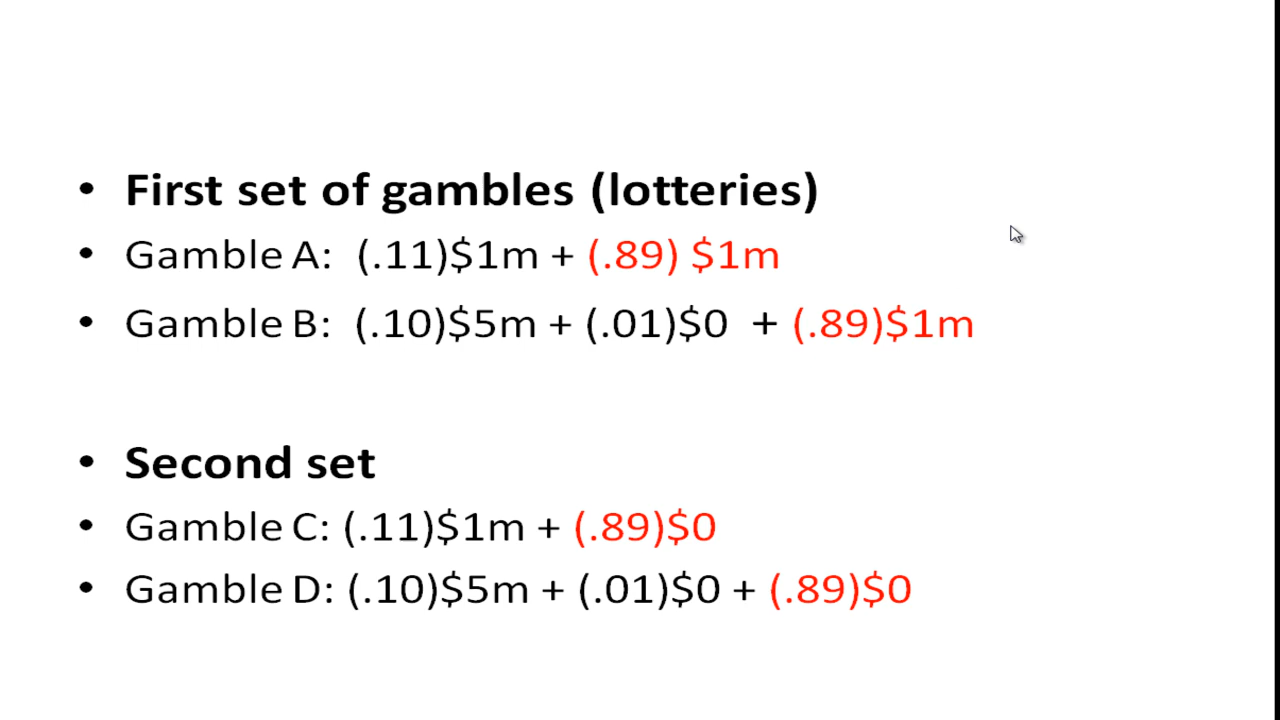 • First set of gambles (lotteries)
• Gamble A: (.11)$1m + (.89) $1m
• Gamble B: (.10)$5m + (.01)$0 + (.89)$1m
• Second set
• Gamble C: (.11)$1m + (.89)$0
• Gamble D: (.10)$5m + (.01)$0 + (.89)$0